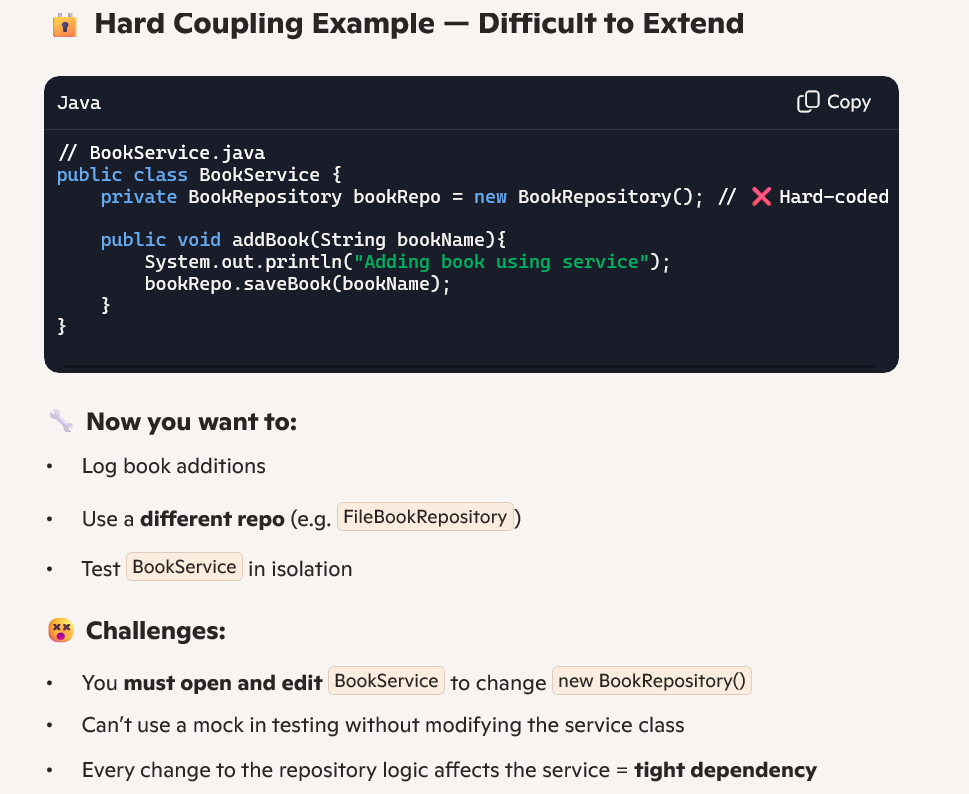 🔒 Hard Coupling Example — Difficult to Extend
Java
Copy
// BookService.java
public class BookService {
    private BookRepository bookRepo = new BookRepository(); // ❌ Hard-coded
    public void addBook(String bookName){
        System.out.println("Adding book using service");
        bookRepo.saveBook(bookName);
    }
}
🔧 Now you want to:
• Log book additions
• Use a different repo (e.g. FileBookRepository)
• Test BookService in isolation
😵 Challenges:
• You must open and edit BookService to change new BookRepository()
• Can't use a mock in testing without modifying the service class
• Every change to the repository logic affects the service = tight dependency